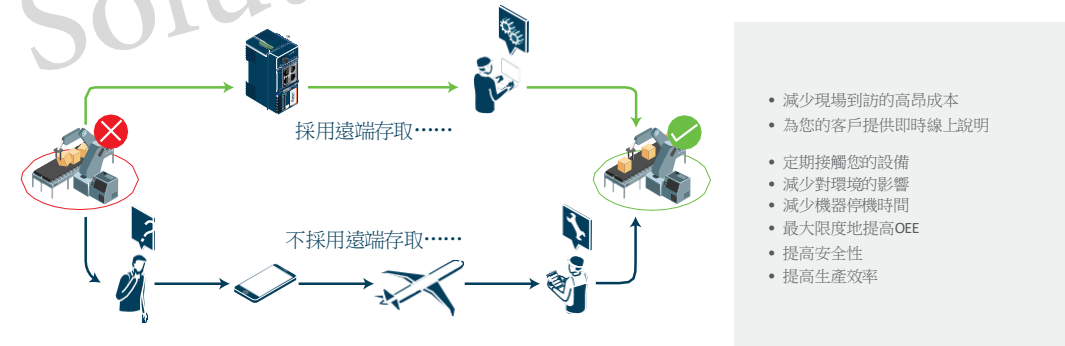 採用遠端存取……
不採用遠端存取……
• 減少現場到訪的高昂成本
• 為您的客戶提供即時線上說明
• 定期接觸您的設備
• 減少對環境的影響
• 減少機器停機時間
• 最大限度地提高OEE
• 提高安全性
• 提高生產效率